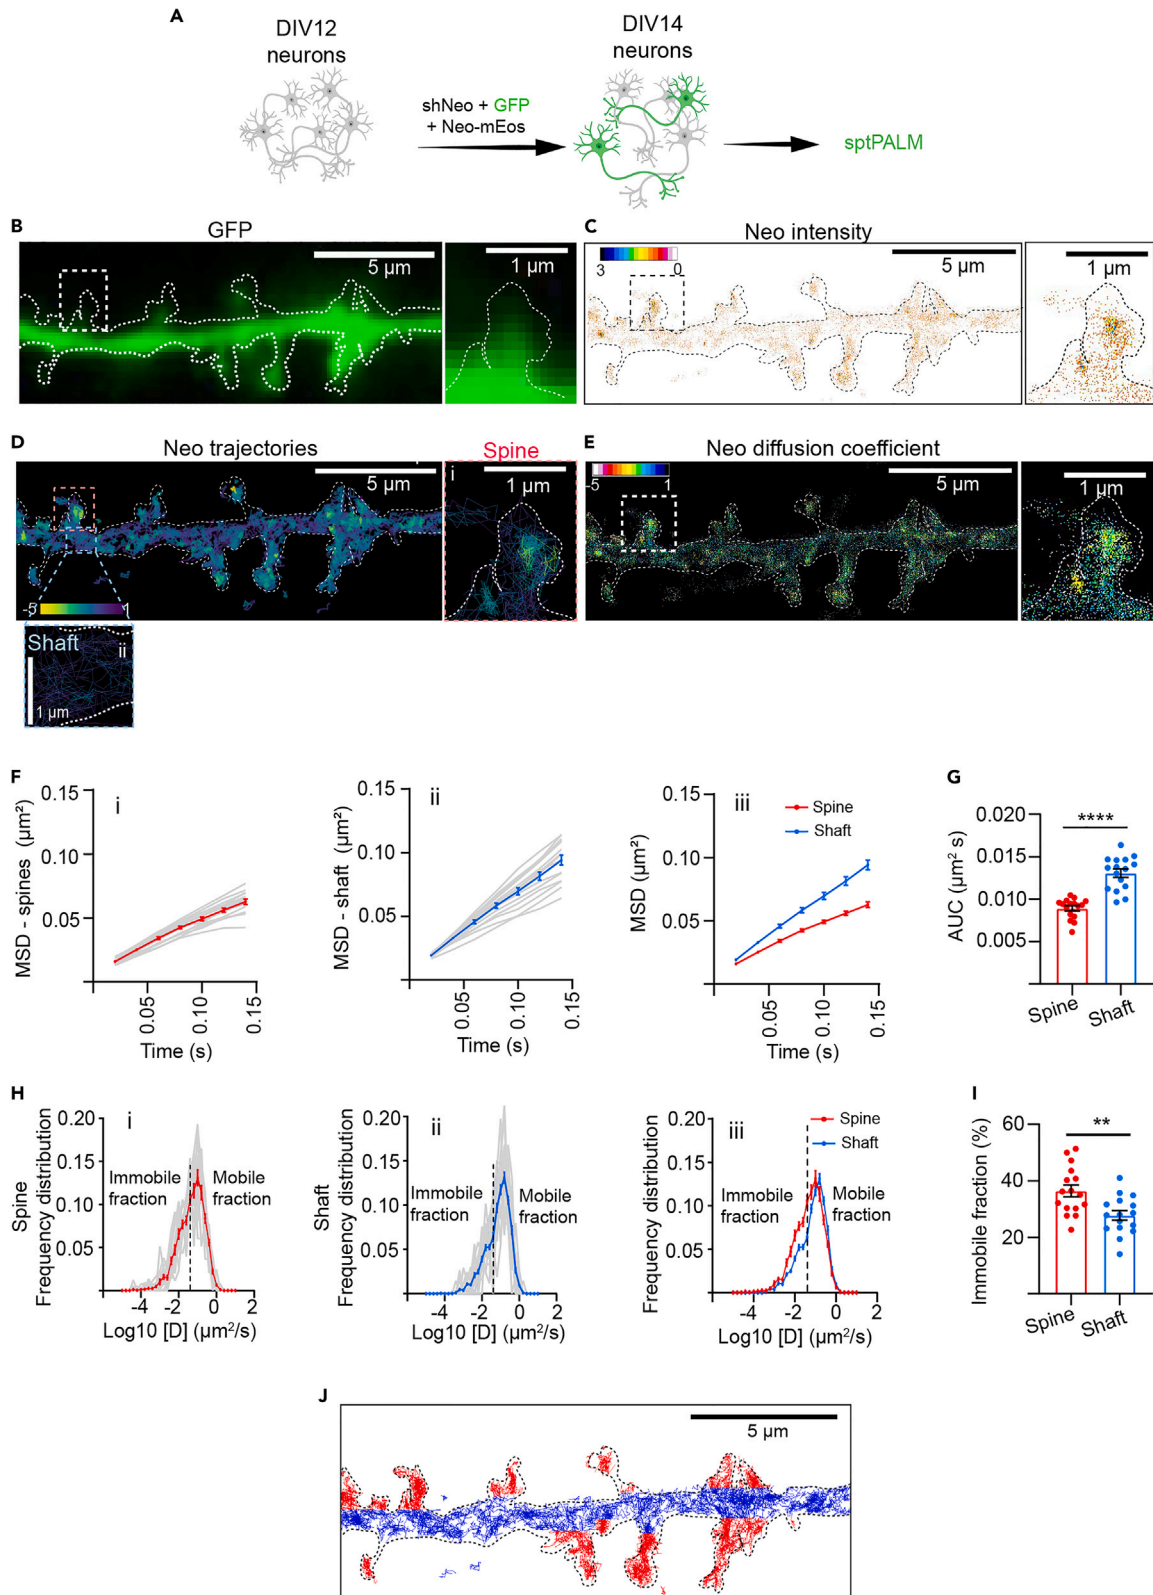 A
DIV12
neurons
shNeo + GFP
+ Neo-mEos
DIV14
neurons
sptPALM
B
GFP
5 µm
1 µm
C
Neo intensity
3
0
5 µm
1 µm
D
Neo trajectories
5 µm
-5
1
Spine
i
1 µm
Shaft
ii
1 µm
E
Neo diffusion coefficient
-5
1
5 µm
1 µm
F
i
MSD - spines (µm²)
0.15
0.10
0.05
0.05
0.10
0.15
Time (s)
ii
MSD - shaft (µm²)
0.15
0.10
0.05
0.05
0.10
0.15
Time (s)
iii
MSD (µm²)
0.15
0.10
0.05
Spine
Shaft
0.05
0.10
0.15
Time (s)
G
AUC (µm² s)
0.020
0.015
0.010
0.005
****
Spine
Shaft
H
i
Spine
Frequency distribution
0.20
0.15
0.10
0.05
Immobile
fraction
Mobile
fraction
-4
-2
0
2
Log10 [D] (µm²/s)
ii
Shaft
Frequency distribution
0.20
0.15
0.10
0.05
Immobile
fraction
Mobile
fraction
-4
-2
0
2
Log10 [D] (µm²/s)
iii
Frequency distribution
0.20
0.15
0.10
0.05
Spine
Shaft
Immobile
fraction
Mobile
fraction
-4
-2
0
2
Log10 [D] (µm²/s)
I
Immobile fraction (%)
60
40
20
0
**
Spine
Shaft
J
5 µm